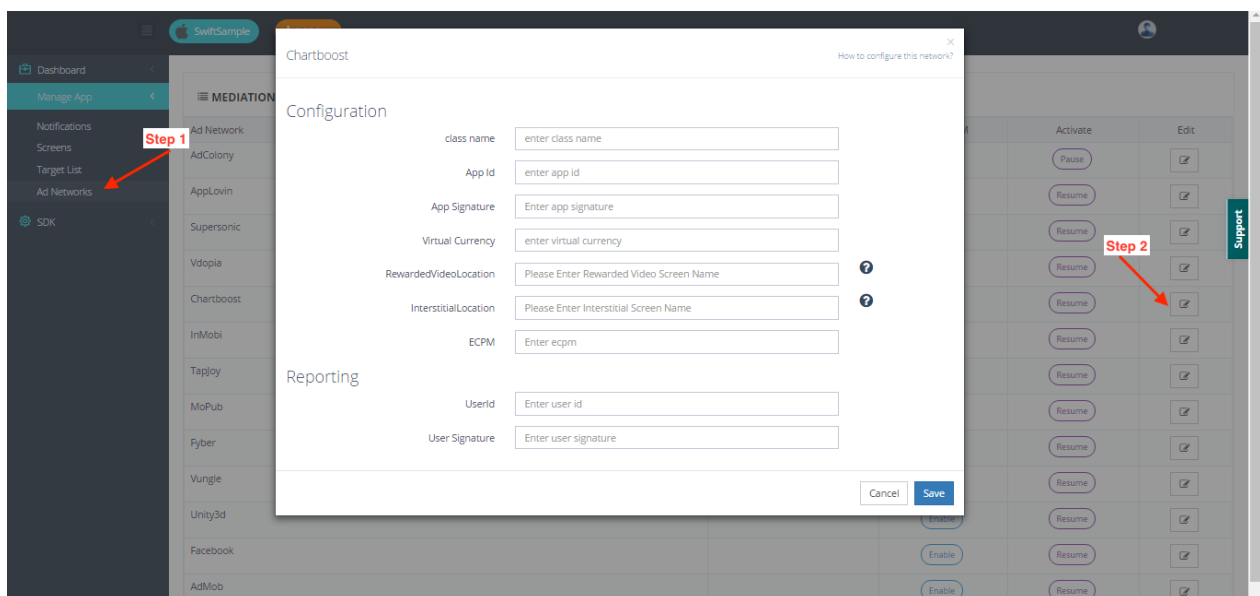 SwiftSample
Dashboard
Manage App
Notifications
Screens
Target List
Ad Networks
SDK
Step 1
MEDIATION
Ad Network
Activate
Edit
AdColony
Pause
AppLovin
Resume
Supersonic
Resume
Vdopia
Resume
Chartboost
Resume
InMobi
Resume
TapJoy
Resume
MoPub
Resume
Fyber
Resume
Vungle
Resume
Unity3d
Enable
Resume
Facebook
Enable
Resume
AdMob
Enable
Resume
Step 2
Support
Chartboost
×
How to configure this network?
Configuration
class name
enter class name
App Id
enter app id
App Signature
Enter app signature
Virtual Currency
enter virtual currency
RewardedVideoLocation
Please Enter Rewarded Video Screen Name
?
InterstitialLocation
Please Enter Interstitial Screen Name
?
ECPM
Enter ecpm
Reporting
UserId
Enter user id
User Signature
Enter user signature
Cancel
Save